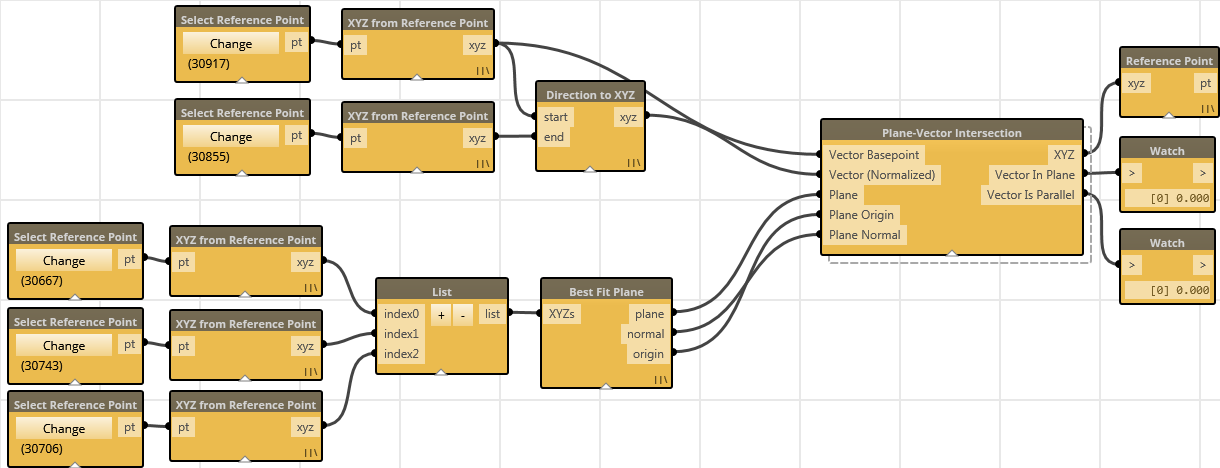 Select Reference Point
Change
pt
(30917)
XYZ from Reference Point
pt
xyz
Select Reference Point
Change
pt
(30855)
XYZ from Reference Point
pt
xyz
Direction to XYZ
start
xyz
end
Plane-Vector Intersection
Vector Basepoint
XYZ
Vector (Normalized)
Vector In Plane
Plane
Vector Is Parallel
Plane Origin
Plane Normal
Reference Point
xyz
pt
Watch
>
>
[0] 0.000
Watch
>
>
[0] 0.000
Select Reference Point
Change
pt
(30667)
XYZ from Reference Point
pt
xyz
Select Reference Point
Change
pt
(30743)
XYZ from Reference Point
pt
xyz
Select Reference Point
Change
pt
(30706)
XYZ from Reference Point
pt
xyz
List
index0
+
-
list
index1
index2
Best Fit Plane
XYZs
plane
normal
origin